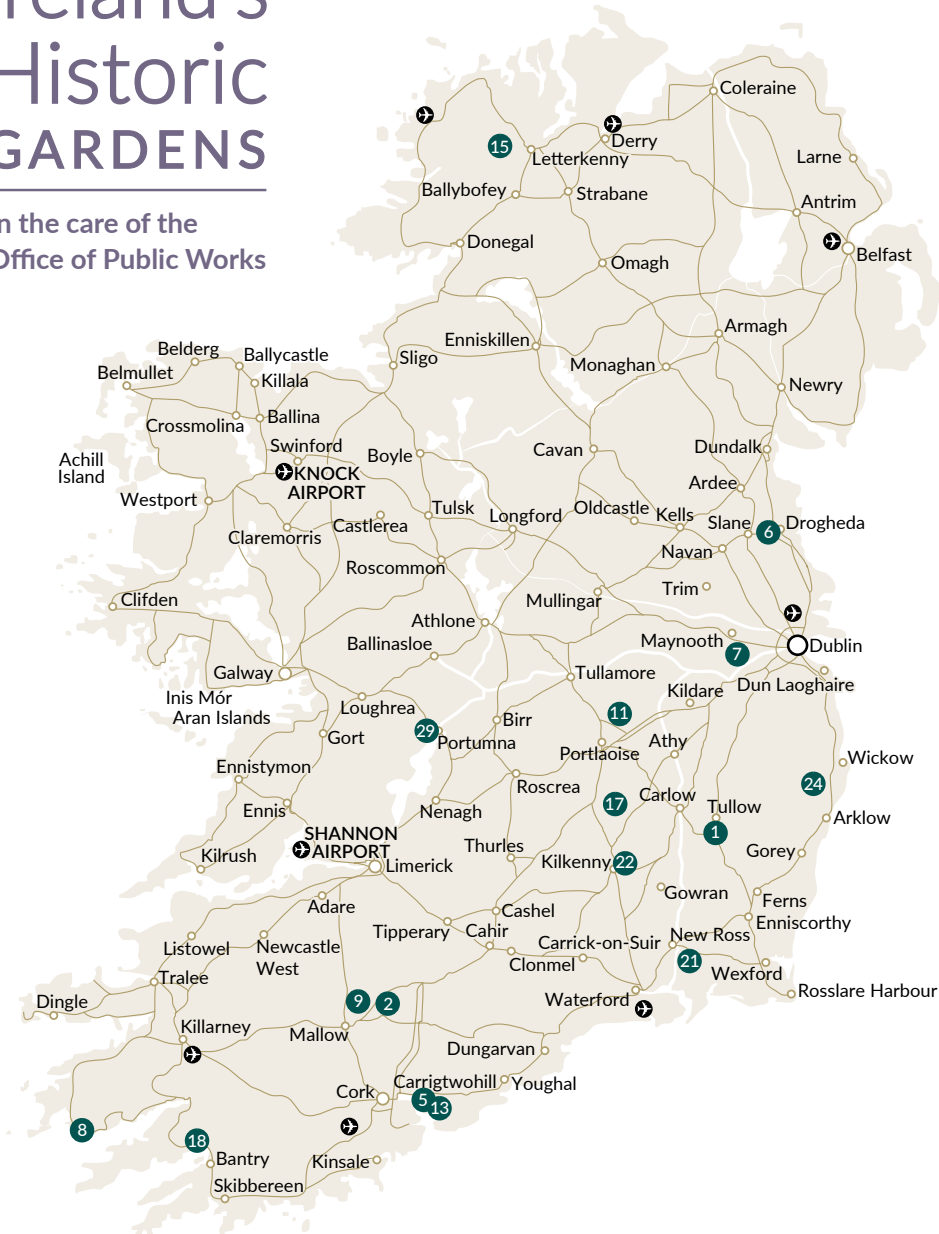 reland's
Historic
GARDENS
n the care of the
Office of Public Works
Coleraine
Derry
15
Letterkenny
Larne
Ballybofey
Strabane
Antrim
Donegal
Belfast
Omagh
Armagh
Enniskillen
Belderg
Ballycastle
Sligo
Monaghan
Belmullet
Killala
Newry
Crossmolina
Ballina
Swinford
Boyle
Cavan
Dundalk
Achill
Island
KNOCK
AIRPORT
Ardee
Westport
Castlerea
Tulsk
Longford
Oldcastle
Kells
Slane
6
Drogheda
Claremorris
Navan
Roscommon
Trim
Clifden
Mullingar
Athlone
Ballinasloe
Maynooth
7
Dublin
Galway
Tullamore
Kildare
Dun Laoghaire
Inis Mór
Aran Islands
Loughrea
11
Birr
29
Portumna
Gort
Portlaoise
Athy
Wickow
Ennistymon
Roscrea
24
Ennis
Nenagh
17
Carlow
Tullow
Arklow
1
SHANNON
AIRPORT
Thurles
Kilrush
Limerick
Kilkenny
22
Gorey
Gowran
Ferns
Adare
Cashel
Enniscorthy
Tipperary
Cahir
New Ross
Listowel
Newcastle
West
Carrick-on-Suir
Clonmel
21
Wexford
Tralee
Rosslare Harbour
Dingle
9
2
Waterford
Killarney
Mallow
Dungarvan
Carrigtwohill
Youghal
Cork
5
13
8
18
Bantry
Kinsale
Skibbereen